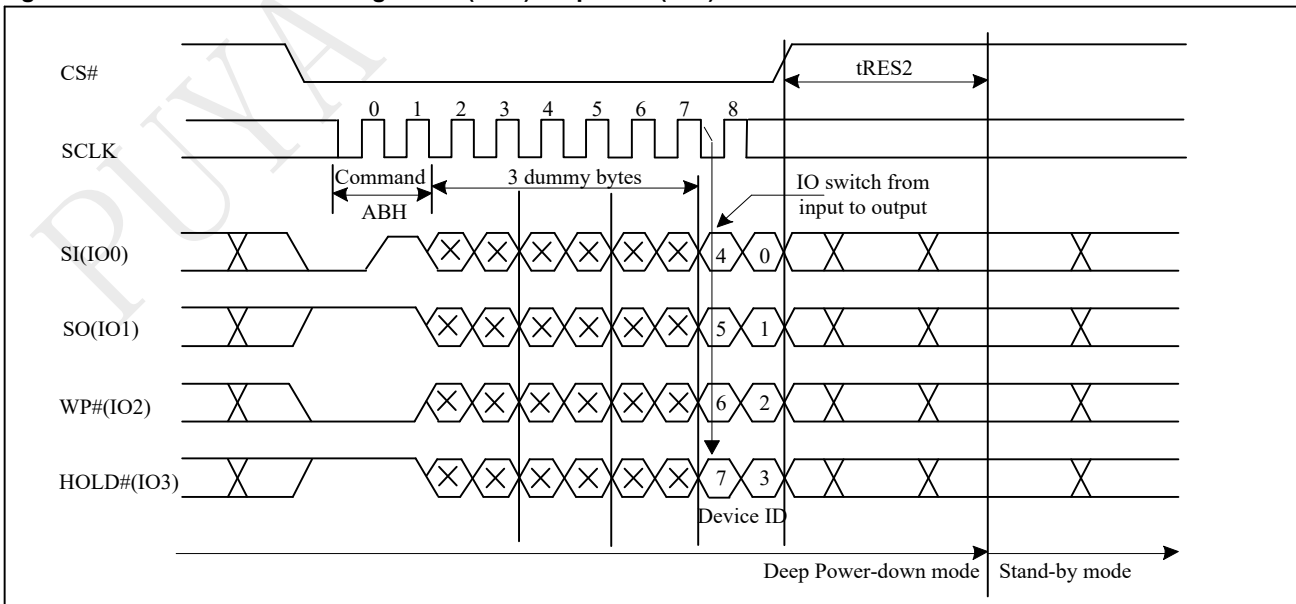 PUYA
CS#
tRES2
0 1 2 3 4 5 6 7 8
SCLK
Command
3 dummy bytes
IO switch from
input to output
ABH
SI(IO0)
4 0
SO(IO1)
5 1
WP#(IO2)
6 2
HOLD#(IO3)
7 3
Device ID
Deep Power-down mode
Stand-by mode